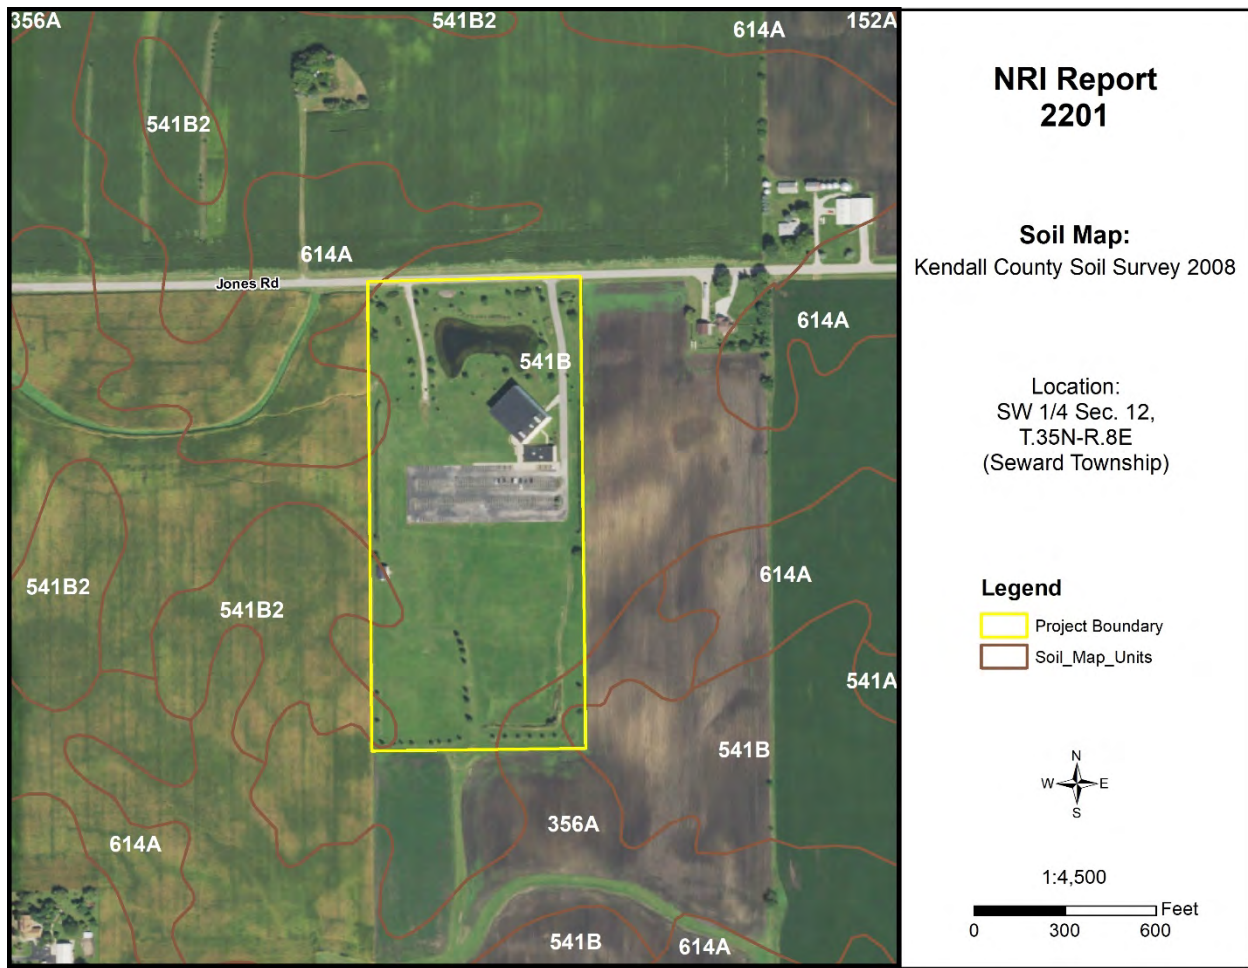 356A
541B2
614A
152A
541B2
614A
Jones Rd
614A
541B
614A
541B2
541B2
541A
541B
356A
614A
541B
614A
NRI Report
2201
Soil Map:
Kendall County Soil Survey 2008
Location:
SW 1/4 Sec. 12,
T.35N-R.8E
(Seward Township)
Legend
Project Boundary
Soil_Map_Units
N
W E
S
1:4,500
Feet
0 300 600